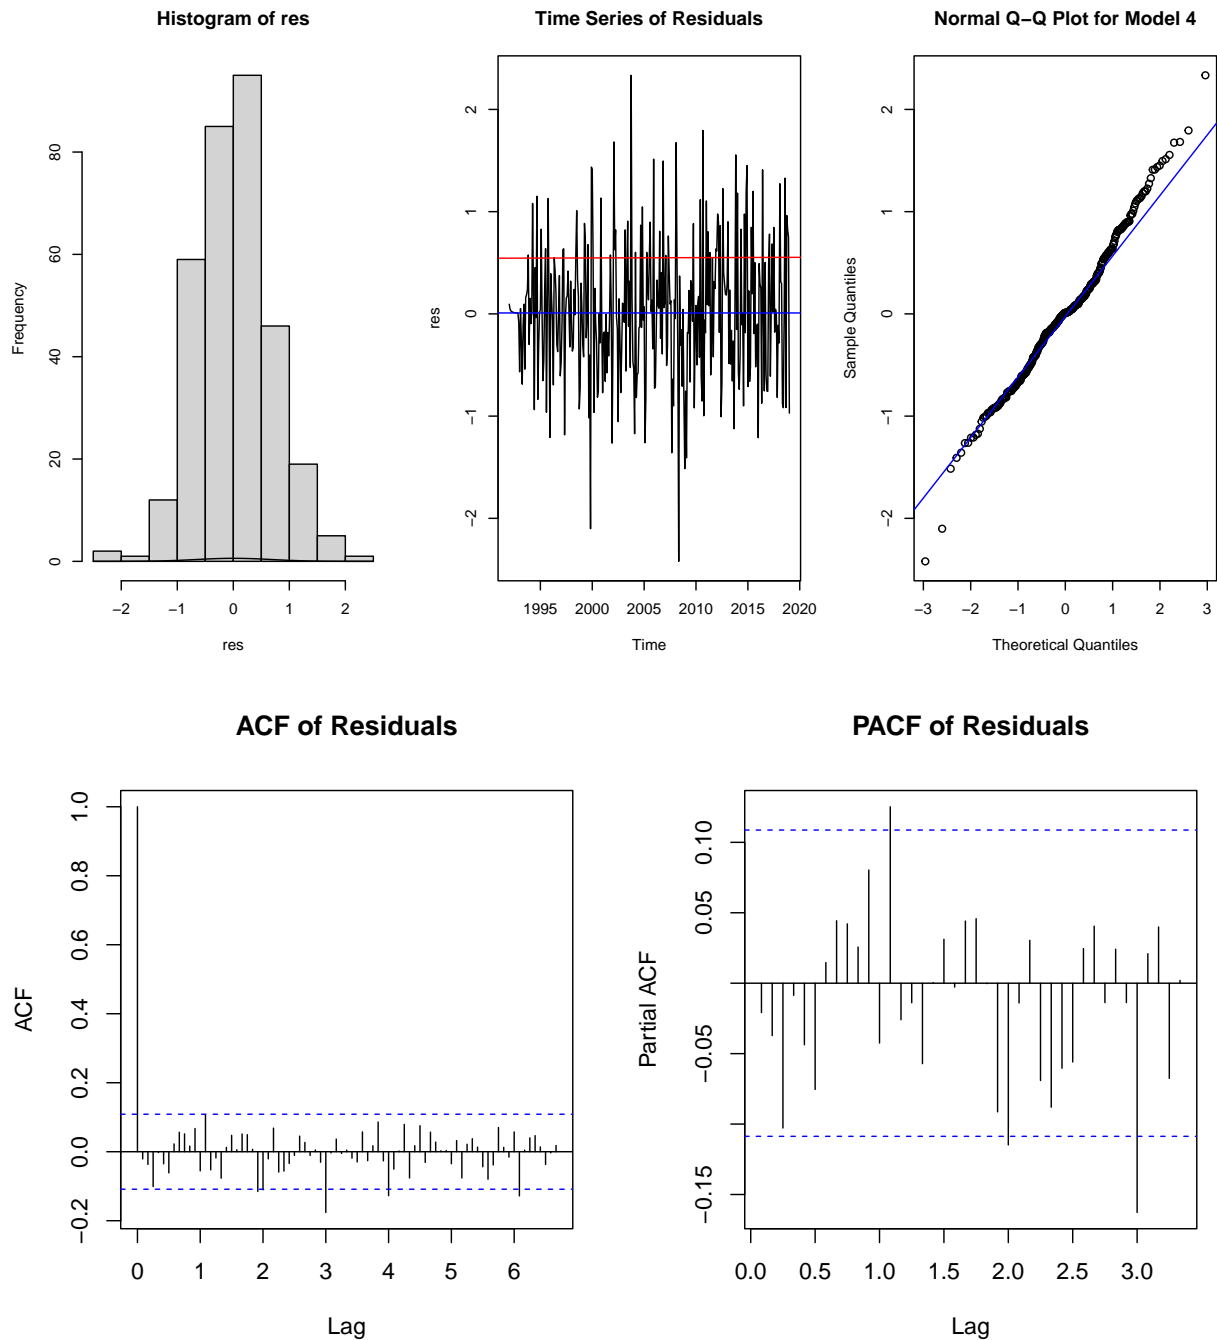 Histogram of res
Frequency
0 20 40 60 80
−2 −1 0 1 2
res
Time Series of Residuals
res
−2 −1 0 1 2
1995 2000 2005 2010 2015 2020
Time
Normal Q−Q Plot for Model 4
Sample Quantiles
−2 −1 0 1 2
−3 −2 −1 0 1 2 3
Theoretical Quantiles
ACF of Residuals
ACF
−0.2 0.0 0.2 0.4 0.6 0.8 1.0
0 1 2 3 4 5 6
Lag
PACF of Residuals
Partial ACF
−0.15 −0.05 0.05 0.10
0.0 0.5 1.0 1.5 2.0 2.5 3.0
Lag